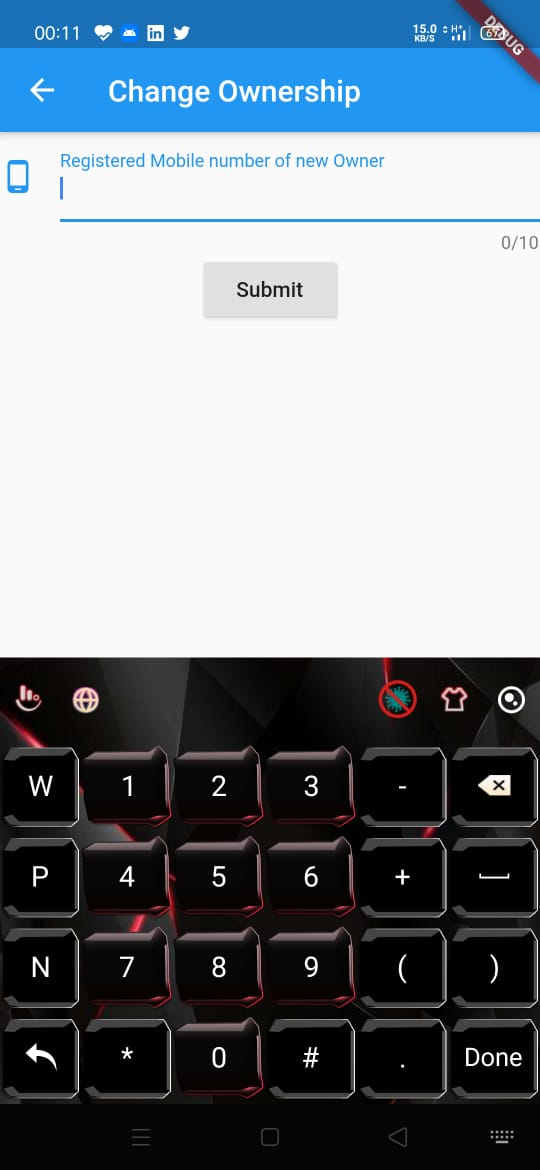 00:11 15.0 KB/S H+ DEBUG
Change Ownership
Registered Mobile number of new Owner
0/10
Submit
W 1 2 3 -
P 4 5 6 +
N 7 8 9 ( )
* 0 # . Done